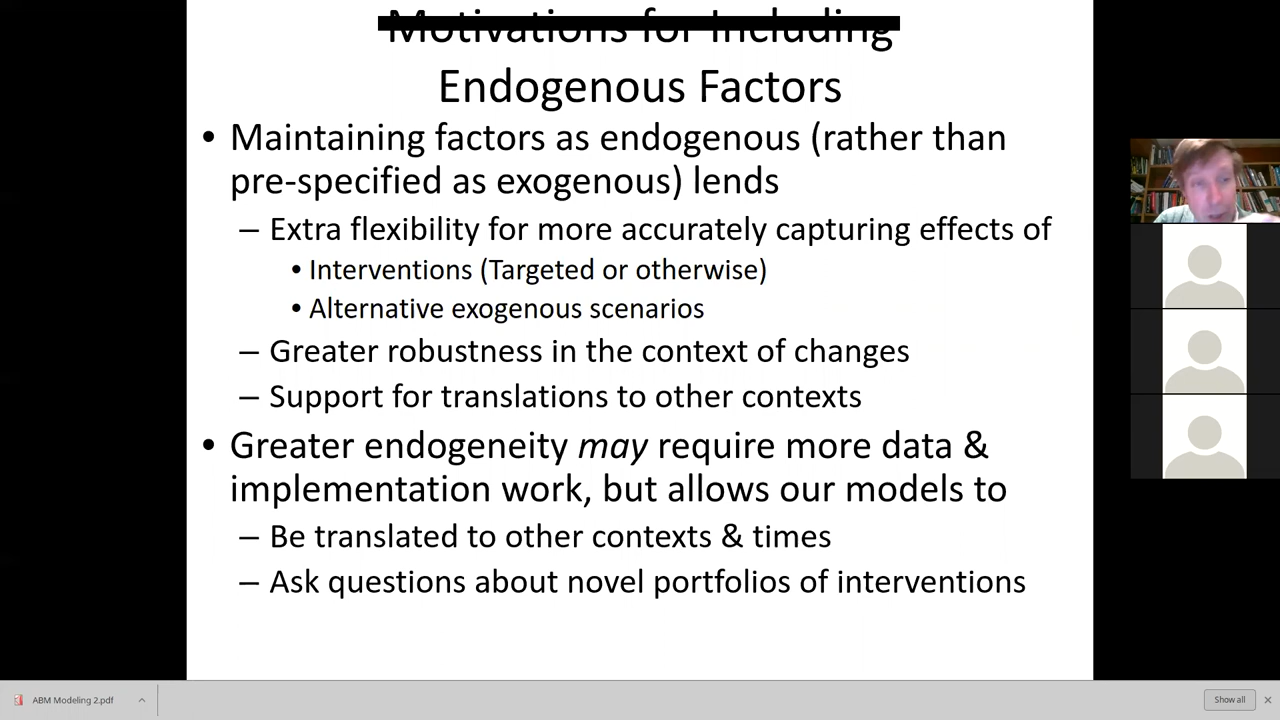 Motivations for Including
Endogenous Factors
• Maintaining factors as endogenous (rather than
pre-specified as exogenous) lends
– Extra flexibility for more accurately capturing effects of
• Interventions (Targeted or otherwise)
• Alternative exogenous scenarios
– Greater robustness in the context of changes
– Support for translations to other contexts
• Greater endogeneity may require more data &
implementation work, but allows our models to
– Be translated to other contexts & times
– Ask questions about novel portfolios of interventions
ABM Modeling 2.pdf
Show all